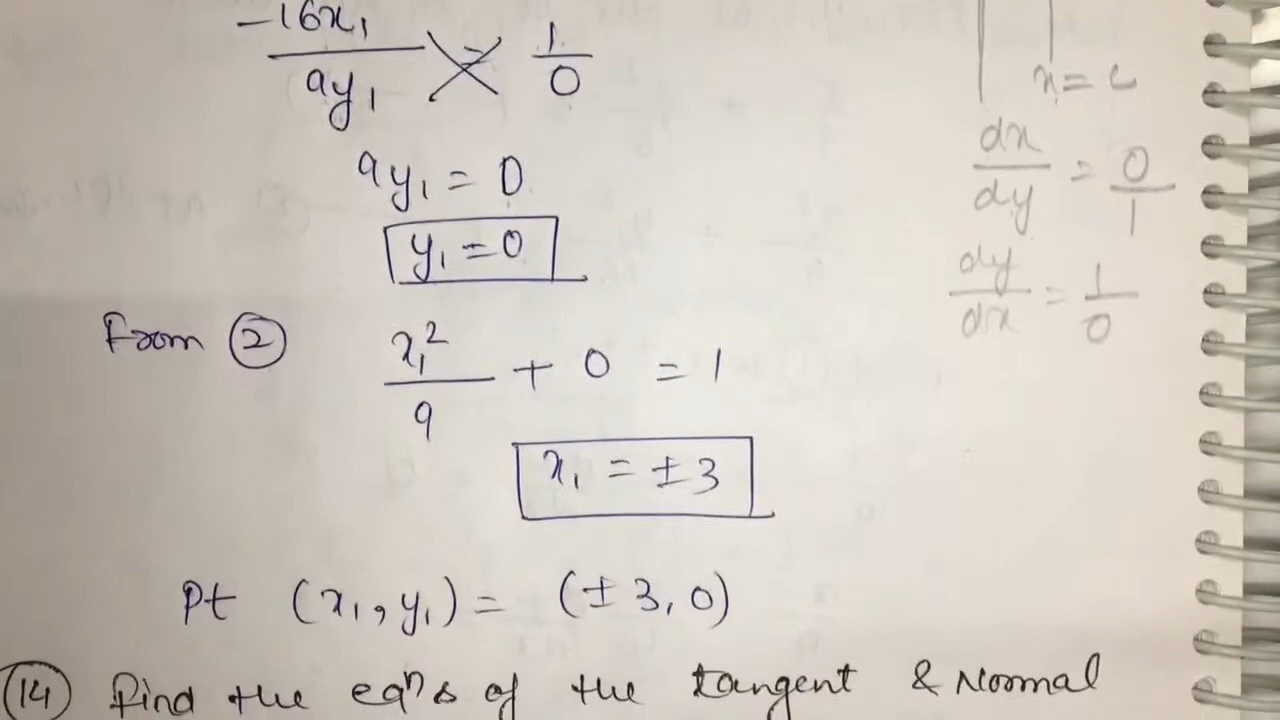 -16x₁/9y₁ = 1/0
9y₁ = 0
y₁ = 0
From ② x₁²/9 + 0 = 1
x₁ = ±3
Pt (x₁, y₁) = (±3, 0)
⑭ Find the eqⁿs of the tangent & Normal
x = c
dx/dy = 0/1
dy/dx = 1/0